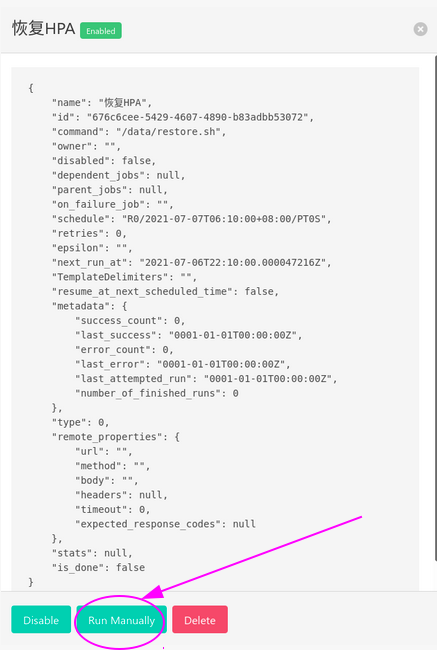 恢复HPA Enabled
{
    "name": "恢复HPA",
    "id": "676c6cee-5429-4607-4890-b83adbb53072",
    "command": "/data/restore.sh",
    "owner": "",
    "disabled": false,
    "dependent_jobs": null,
    "parent_jobs": null,
    "on_failure_job": "",
    "schedule": "R0/2021-07-07T06:10:00+08:00/PT0S",
    "retries": 0,
    "epsilon": "",
    "next_run_at": "2021-07-06T22:10:00.000047216Z",
    "TemplateDelimiters": "",
    "resume_at_next_scheduled_time": false,
    "metadata": {
        "success_count": 0,
        "last_success": "0001-01-01T00:00:00Z",
        "error_count": 0,
        "last_error": "0001-01-01T00:00:00Z",
        "last_attempted_run": "0001-01-01T00:00:00Z",
        "number_of_finished_runs": 0
    },
    "type": 0,
    "remote_properties": {
        "url": "",
        "method": "",
        "body": "",
        "headers": null,
        "timeout": 0,
        "expected_response_codes": null
    },
    "stats": null,
    "is_done": false
}
Disable Run Manually Delete